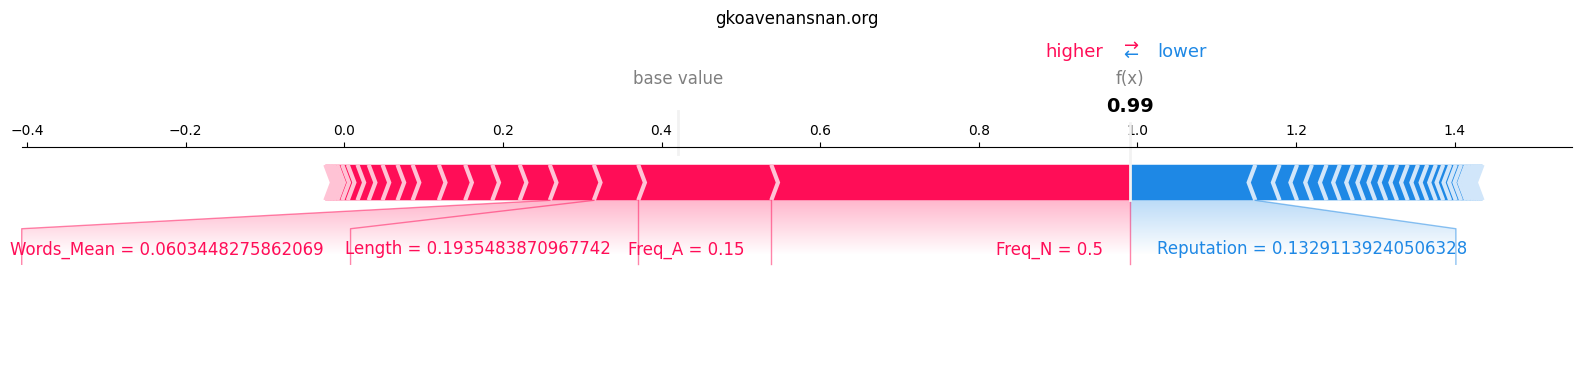 gkoavenansnan.org
higher ⇄ lower
base value f(x)
0.99
−0.4 −0.2 0.0 0.2 0.4 0.6 0.8 1.0 1.2 1.4
Words_Mean = 0.0603448275862069 Length = 0.1935483870967742 Freq_A = 0.15 Freq_N = 0.5 Reputation = 0.13291139240506328